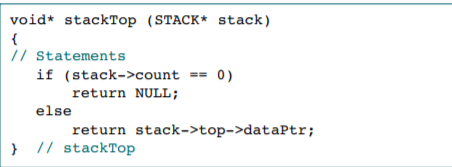 void* stackTop (STACK* stack)
{
// Statements
   if (stack->count == 0)
       return NULL;
   else
       return stack->top->dataPtr;
}  // stackTop